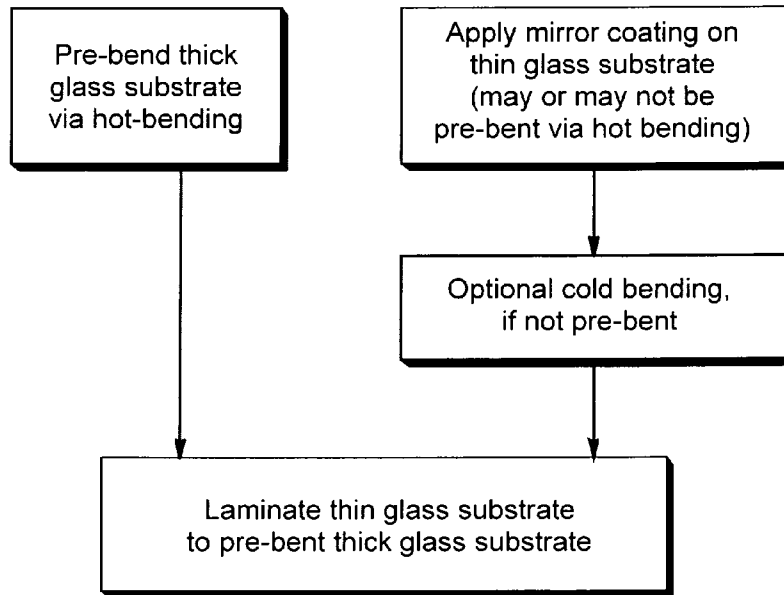 Pre-bend thick
glass substrate
via hot-bending
Apply mirror coating on
thin glass substrate
(may or may not be
pre-bent via hot bending)
Optional cold bending,
if not pre-bent
Laminate thin glass substrate
to pre-bent thick glass substrate